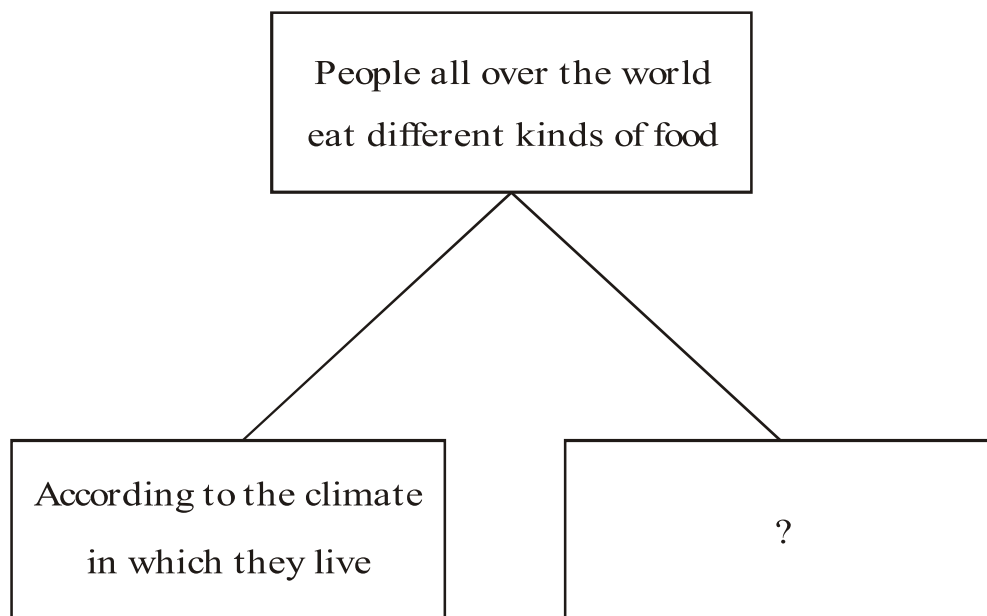 People all over the world
eat different kinds of food
According to the climate
in which they live
?